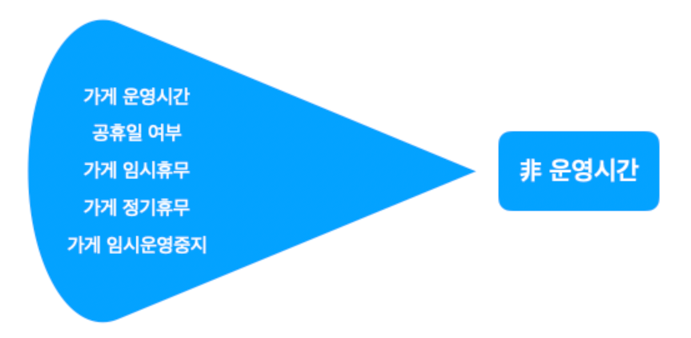 가게 운영시간
공휴일 여부
가게 임시휴무
가게 정기휴무
가게 임시운영중지
非 운영시간